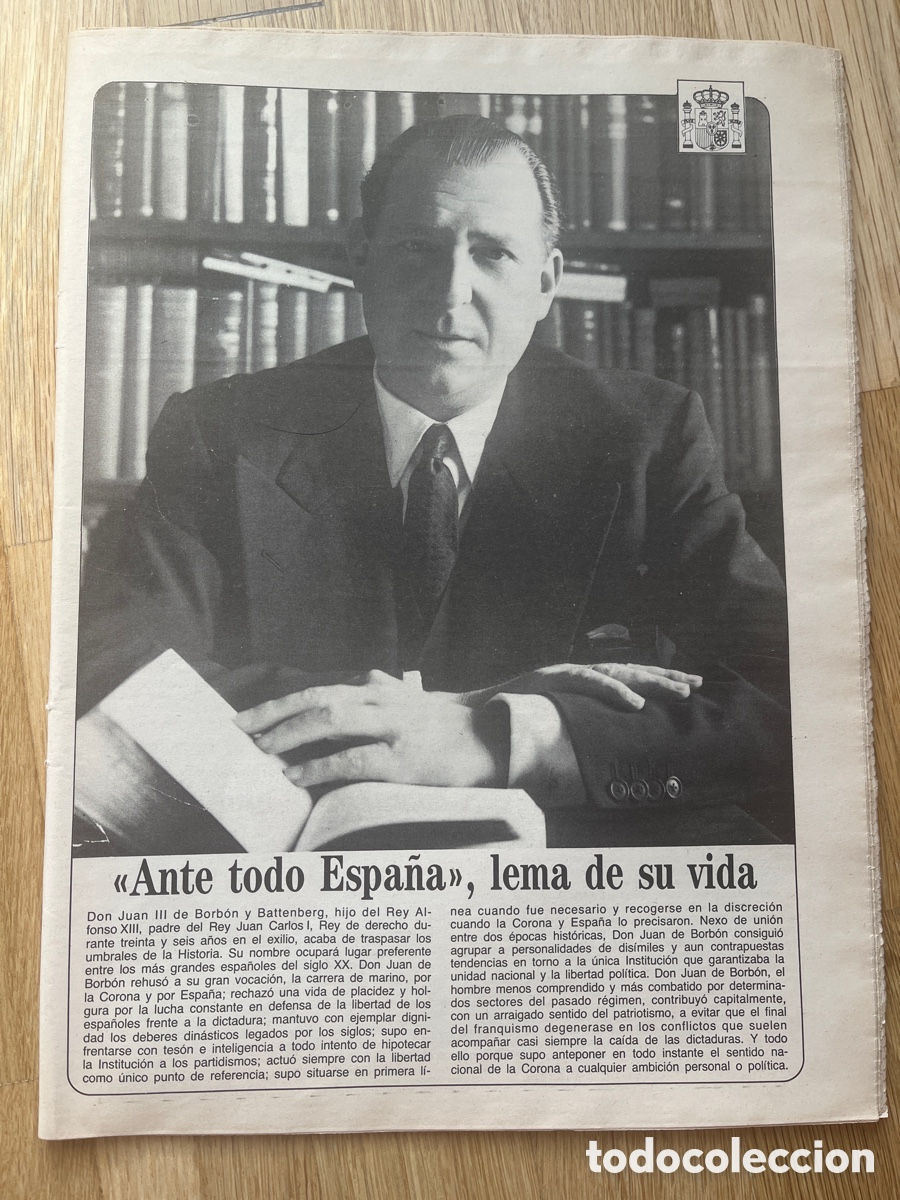 «Ante todo España», lema de su vida
Don Juan III de Borbón y Battenberg, hijo del Rey Al-
fonso XIII, padre del Rey Juan Carlos I, Rey de derecho du-
rante treinta y seis años en el exilio, acaba de traspasar los
umbrales de la Historia. Su nombre ocupará lugar preferente
entre los más grandes españoles del siglo XX. Don Juan de
Borbón rehusó a su gran vocación, la carrera de marino, por
la Corona y por España; rechazó una vida de placidez y hol-
gura por la lucha constante en defensa de la libertad de los
españoles frente a la dictadura; mantuvo con ejemplar digni-
dad los deberes dinásticos legados por los siglos; supo en-
frentarse con tesón e inteligencia a todo intento de hipotecar
la Institución a los partidismos; actuó siempre con la libertad
como único punto de referencia; supo situarse en primera lí-
nea cuando fue necesario y recogerse en la discreción
cuando la Corona y España lo precisaron. Nexo de unión
entre dos épocas históricas, Don Juan de Borbón consiguió
agrupar a personalidades de disímiles y aun contrapuestas
tendencias en torno a la única Institución que garantizaba la
unidad nacional y la libertad política. Don Juan de Borbón, el
hombre menos comprendido y más combatido por determina-
dos sectores del pasado régimen, contribuyó capitalmente,
con un arraigado sentido del patriotismo, a evitar que el final
del franquismo degenerase en los conflictos que suelen
acompañar casi siempre la caída de las dictaduras. Y todo
ello porque supo anteponer en todo instante el sentido na-
cional de la Corona a cualquier ambición personal o política.
todocoleccion